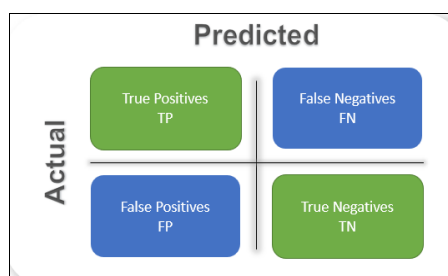 Predicted
Actual
True Positives
TP
False Negatives
FN
False Positives
FP
True Negatives
TN